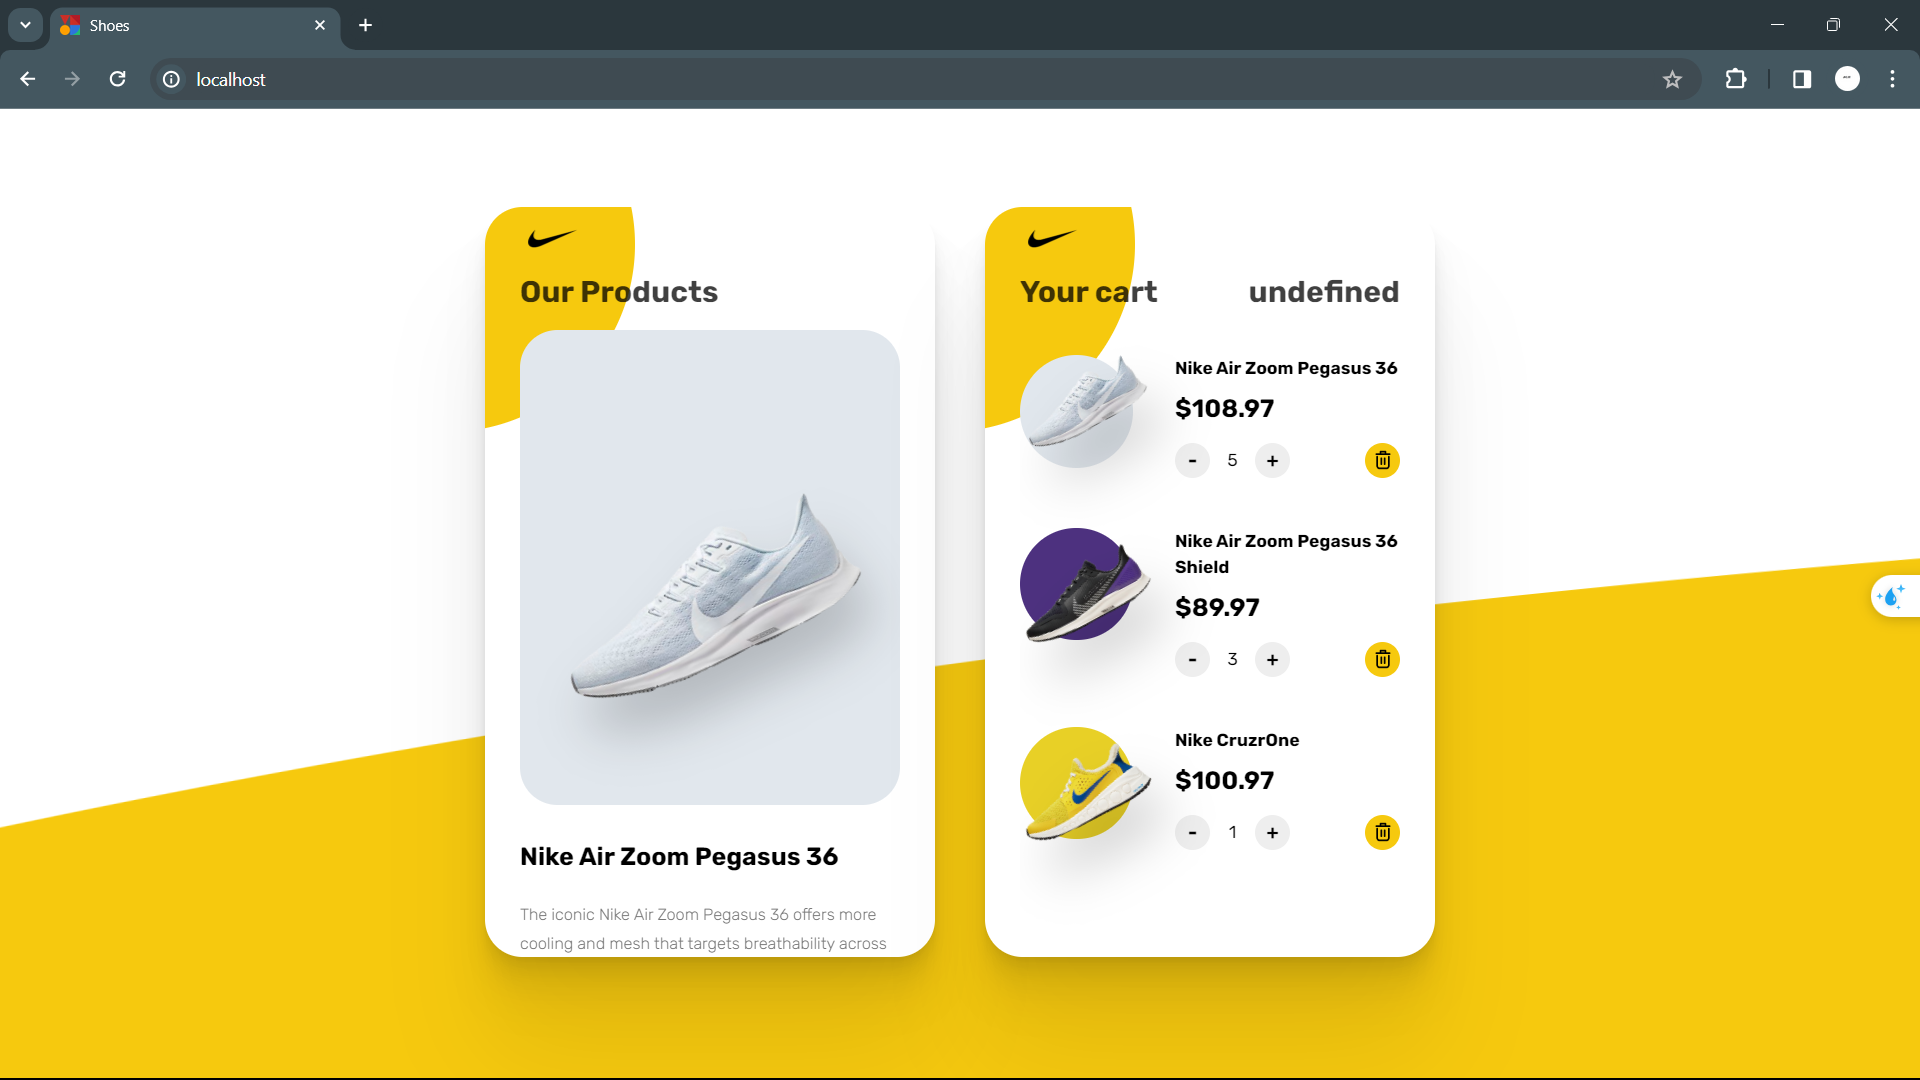 Shoes
localhost
Our Products
Nike Air Zoom Pegasus 36
The iconic Nike Air Zoom Pegasus 36 offers more
cooling and mesh that targets breathability across
Your cart undefined
Nike Air Zoom Pegasus 36
$108.97
- 5 +
Nike Air Zoom Pegasus 36
Shield
$89.97
- 3 +
Nike CruzrOne
$100.97
- 1 +